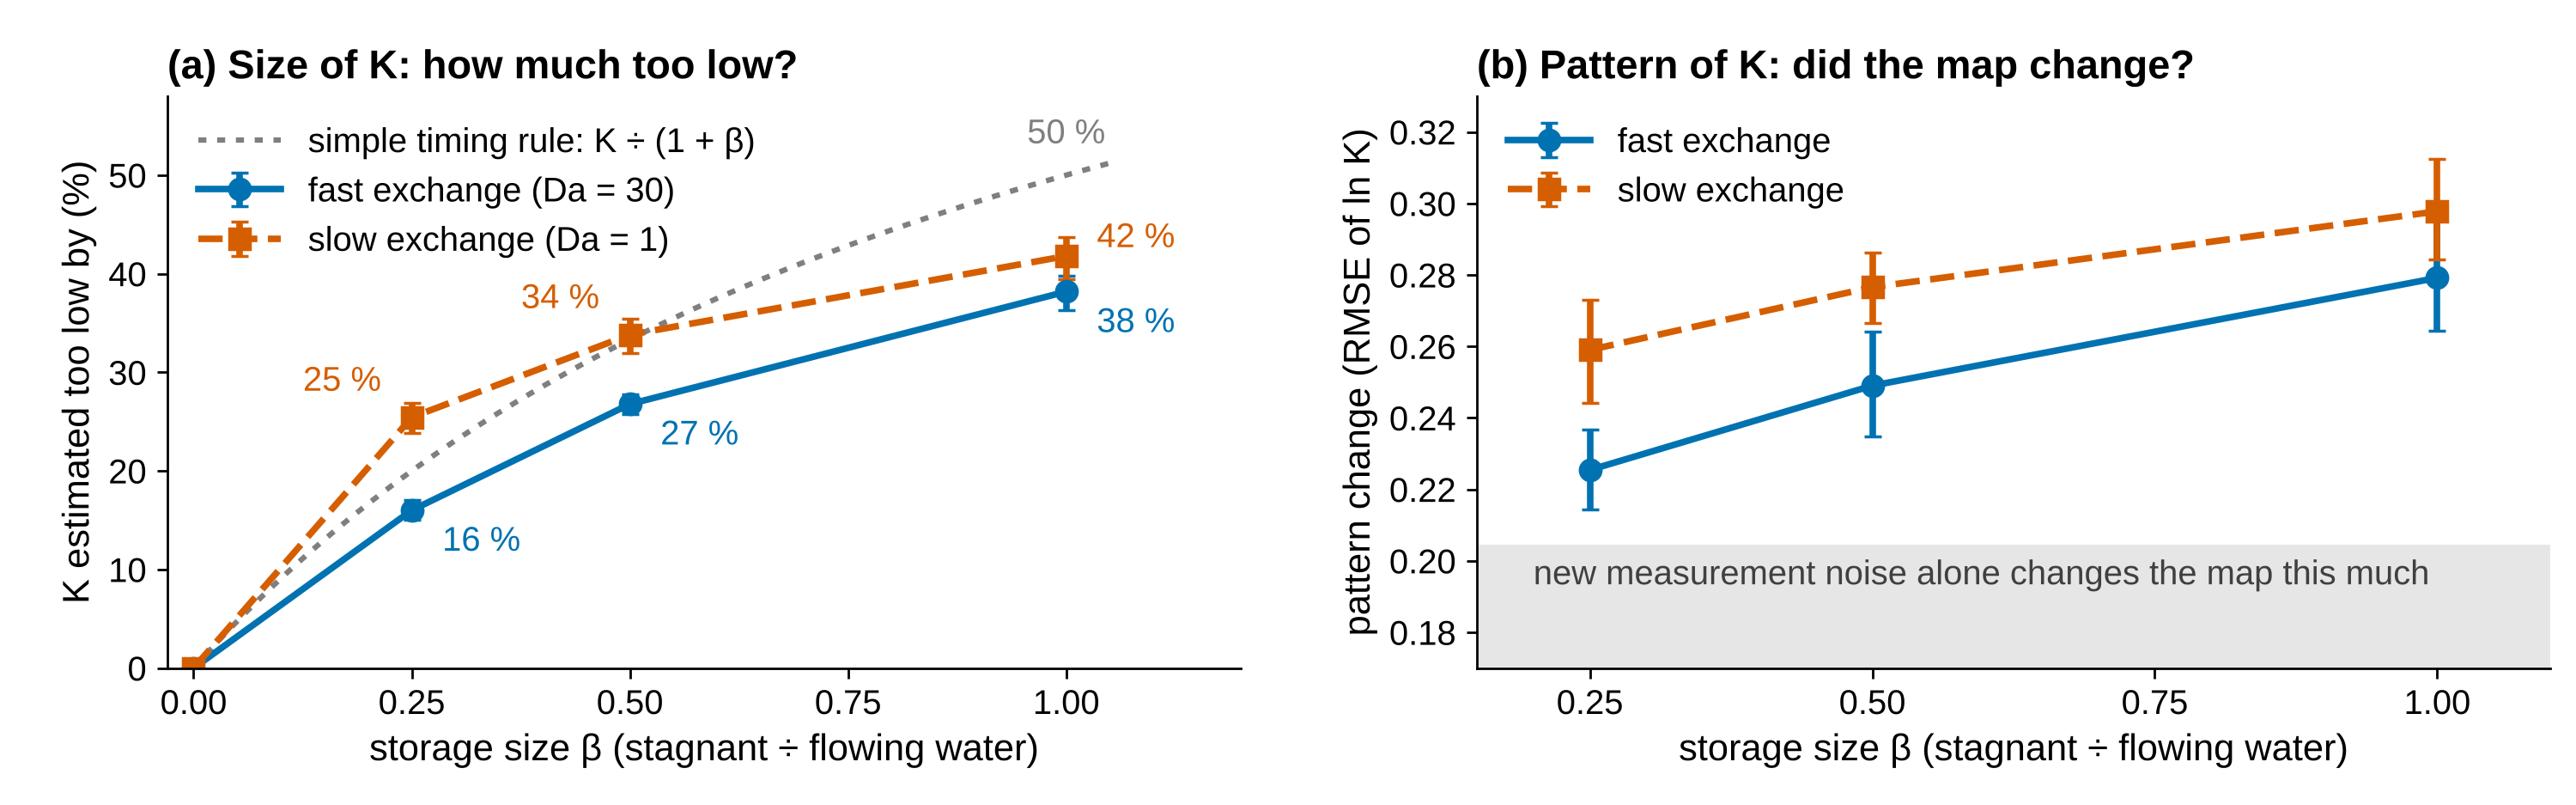 (a) Size of K: how much too low?
simple timing rule: K ÷ (1 + β)
fast exchange (Da = 30)
slow exchange (Da = 1)
50 %
42 %
38 %
34 %
27 %
25 %
16 %
K estimated too low by (%)
50
40
30
20
10
0
0.00 0.25 0.50 0.75 1.00
storage size β (stagnant ÷ flowing water)
(b) Pattern of K: did the map change?
fast exchange
slow exchange
new measurement noise alone changes the map this much
pattern change (RMSE of ln K)
0.32
0.30
0.28
0.26
0.24
0.22
0.20
0.18
0.25 0.50 0.75 1.00
storage size β (stagnant ÷ flowing water)